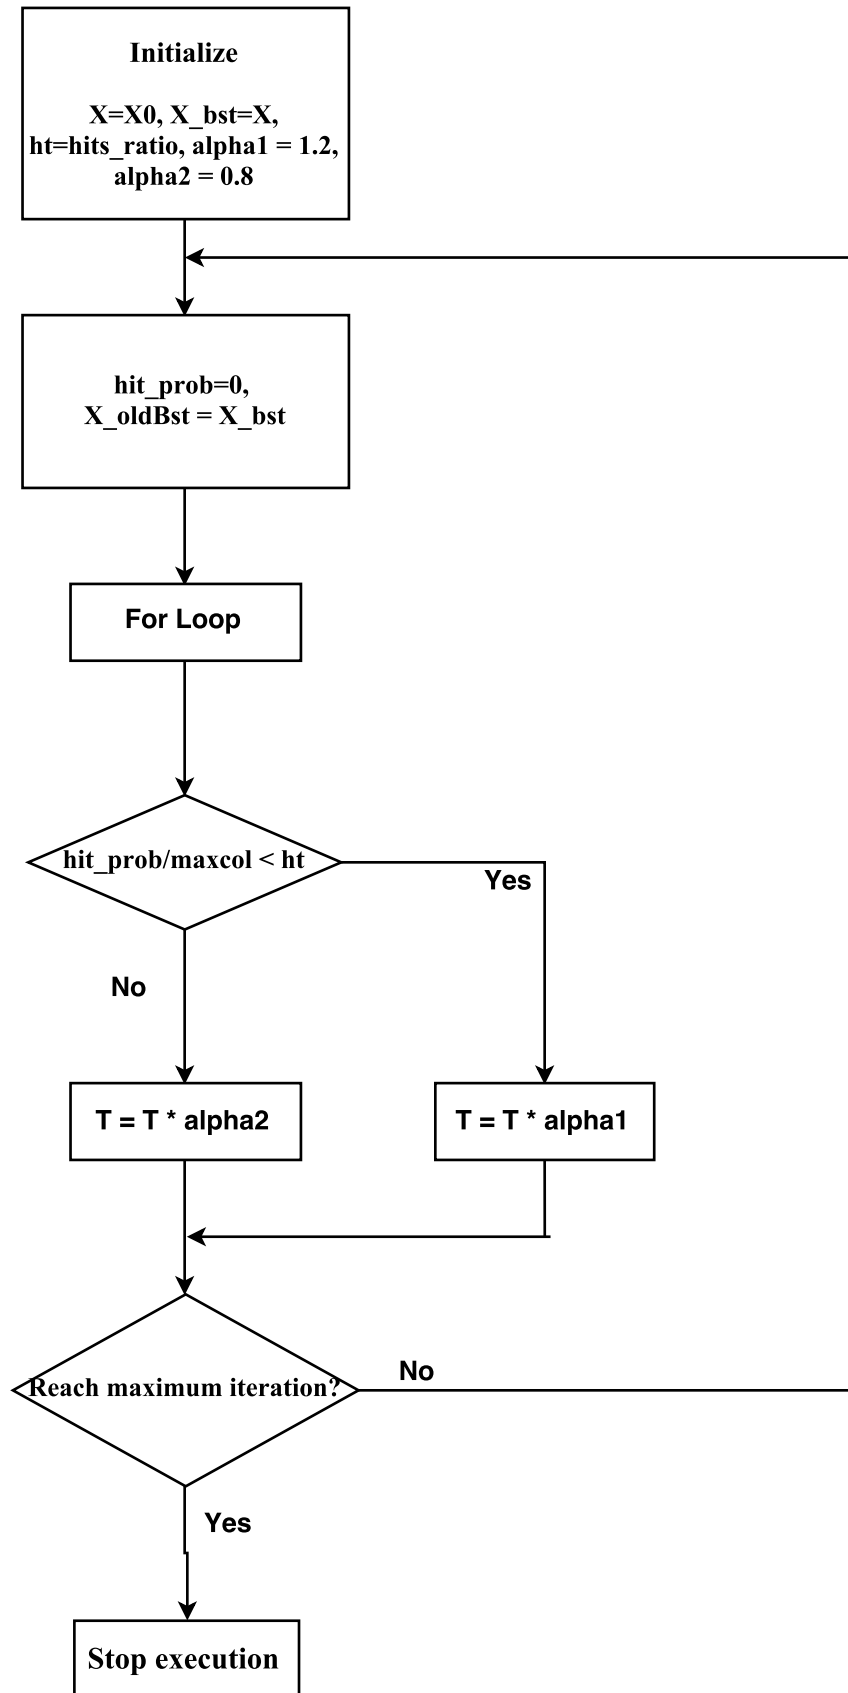 Initialize
X=X0, X_bst=X,
ht=hits_ratio, alpha1 = 1.2,
alpha2 = 0.8
hit_prob=0,
X_oldBst = X_bst
For Loop
hit_prob/maxcol < ht
Yes
No
T = T * alpha2
T = T * alpha1
Reach maximum iteration?
No
Yes
Stop execution